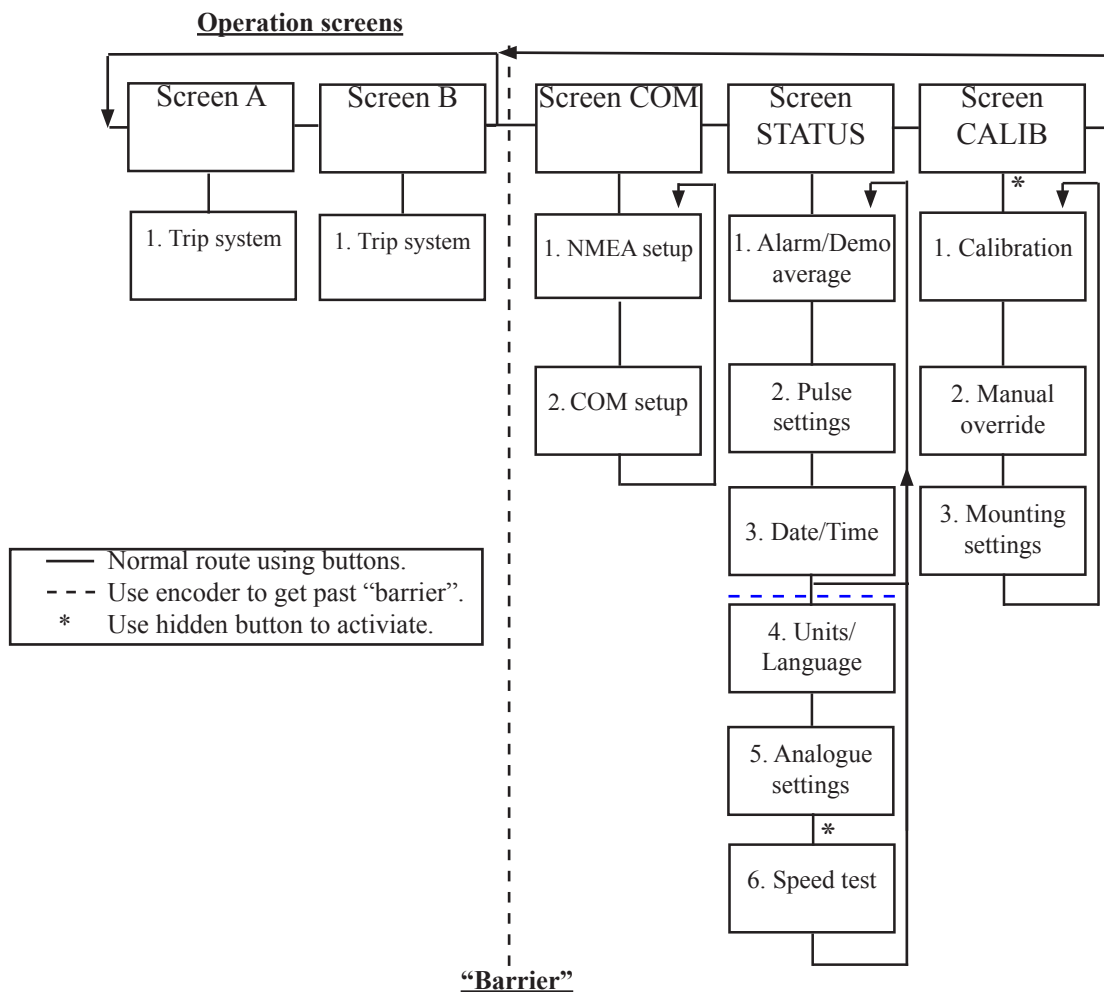 Operation screens
Screen A
Screen B
Screen COM
Screen
STATUS
Screen
CALIB
*
1. Trip system
1. Trip system
1. NMEA setup
1. Alarm/Demo
average
1. Calibration
2. COM setup
2. Pulse
settings
2. Manual
override
3. Date/Time
3. Mounting
settings
Normal route using buttons.
Use encoder to get past “barrier”.
* Use hidden button to activiate.
4. Units/
Language
5. Analogue
settings
*
6. Speed test
“Barrier”